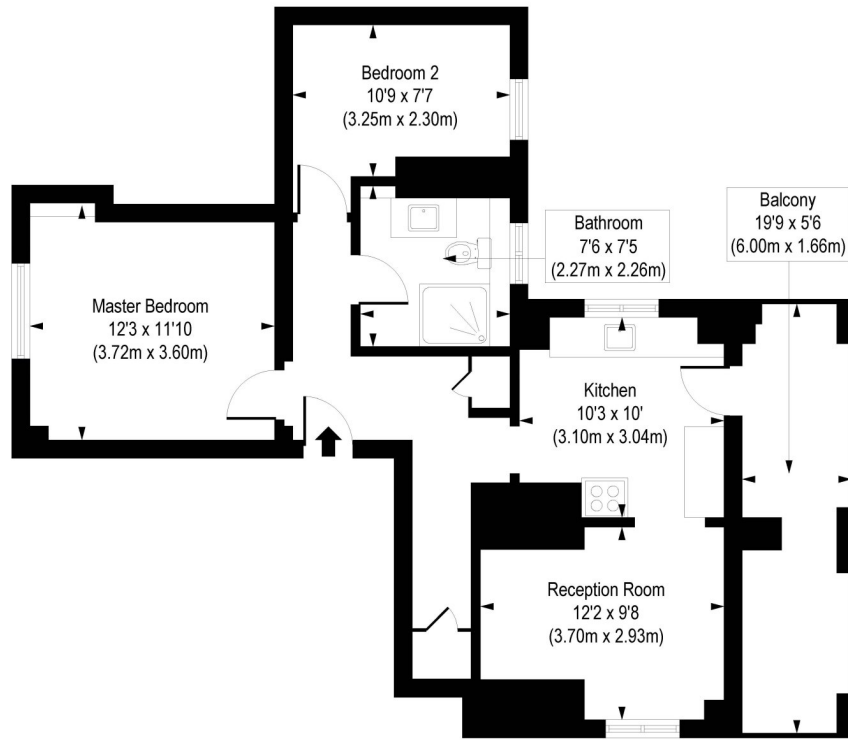 Bedroom 2
10'9 x 7'7
(3.25m x 2.30m)
Balcony
19'9 x 5'6
(6.00m x 1.66m)
Bathroom
7'6 x 7'5
(2.27m x 2.26m)
Master Bedroom
12'3 x 11'10
(3.72m x 3.60m)
Kitchen
10'3 x 10'
(3.10m x 3.04m)
Reception Room
12'2 x 9'8
(3.70m x 2.93m)